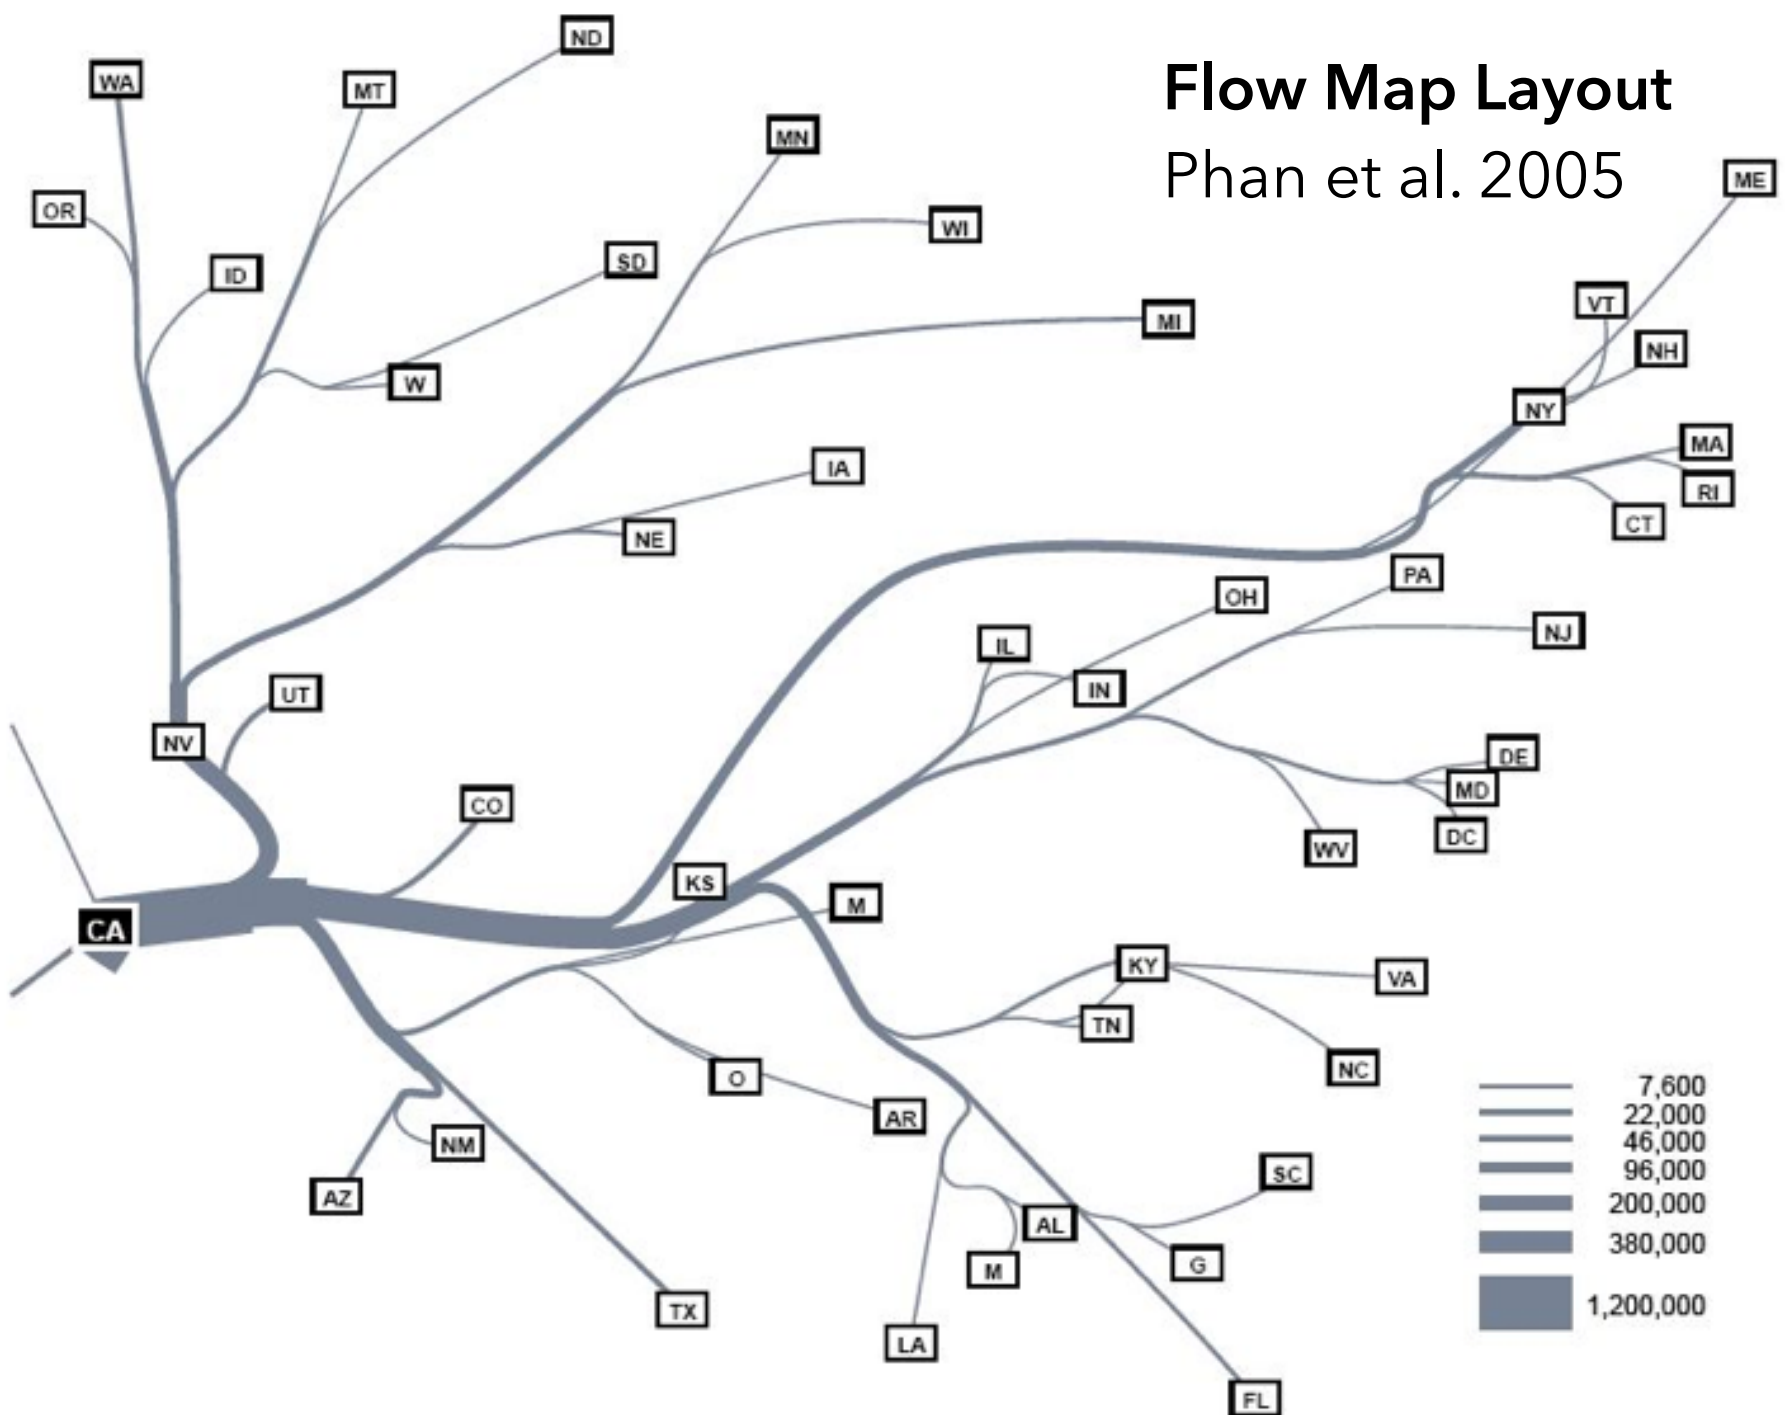 Flow Map Layout
Phan et al. 2005
ND
WA
MT
MN
ME
OR
WI
SD
ID
VT
MI
NH
W
NY
MA
IA
RI
CT
NE
PA
OH
NJ
IL
IN
UT
NV
DE
MD
CO
DC
WV
KS
M
CA
KY
VA
TN
NC
O
AR
NM
SC
AZ
AL
G
M
TX
LA
FL
7,600
22,000
46,000
96,000
200,000
380,000
1,200,000